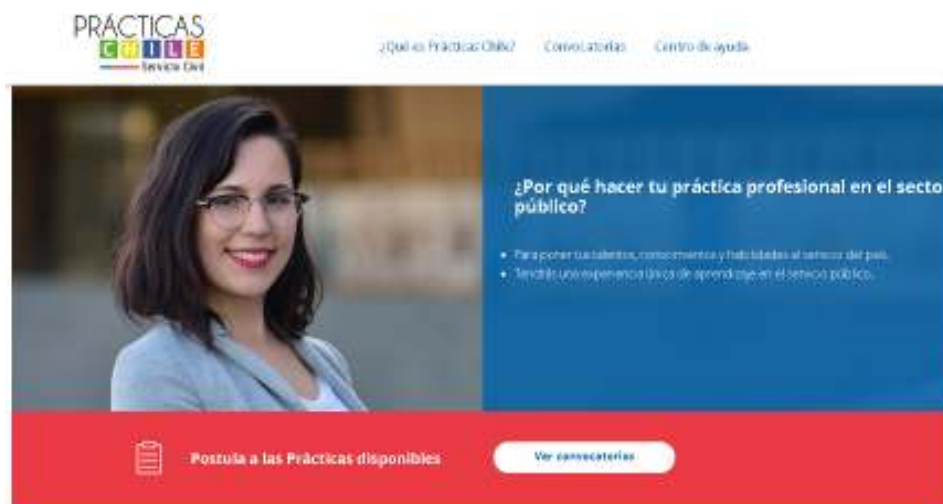 PRÁCTICAS
CHILE
Servicio Civil
¿Qué es Prácticas Chile?
Convocatorias
Centro de ayuda
¿Por qué hacer tu práctica profesional en el secto
público?
Para poner tus talentos, conocimientos y habilidades al servicio del país.
Tendrás una experiencia única de aprendizaje en el servicio público.
Postula a las Prácticas disponibles
Ver convocatorias